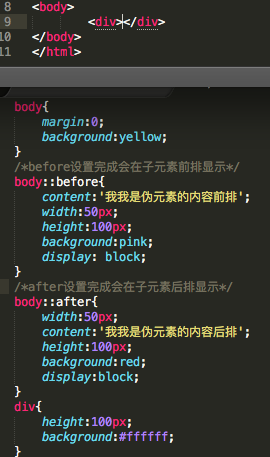 8 <body>
9 <div></div>
10 </body>
11 </html>
body{
margin:0;
background:yellow;
}
/*before设置完成会在子元素前排显示*/
body::before{
content:'我我是伪元素的内容前排';
width:50px;
height:100px;
background:pink;
display: block;
}
/*after设置完成会在子元素后排显示*/
body::after{
width:50px;
content:'我我是伪元素的内容后排';
height:100px;
background:red;
display:block;
}
div{
height:100px;
background:#ffffff;
}